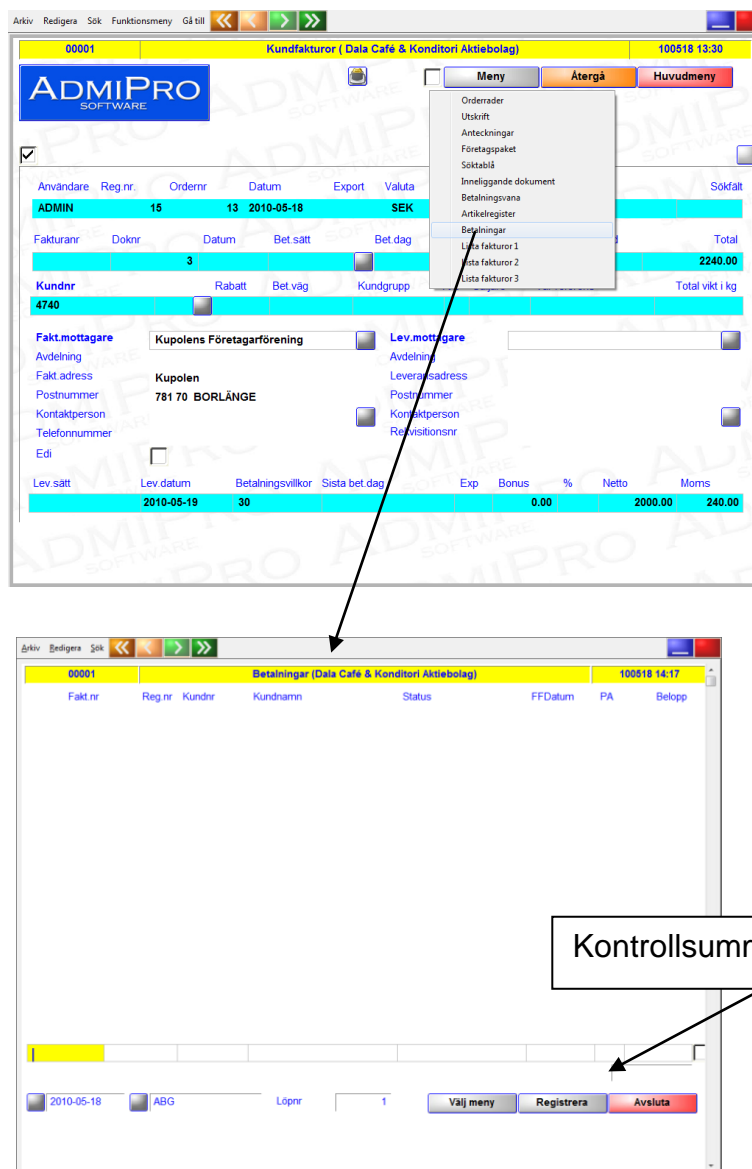 Arkiv Redigera Sök Funktionsmeny Gå till
00001 Kundfakturor ( Dala Café & Konditori Aktiebolag) 100518 13:30
ADMIPRO
SOFTWARE
Meny Återgå Huvudmeny
Orderrader
Utskrift
Anteckningar
Företagspaket
Söktablå
Inneliggande dokument
Betalningsvana
Artikelregister
Betalningar
Lista fakturor 1
Lista fakturor 2
Lista fakturor 3
Användare Reg.nr. Ordernr Datum Export Valuta Sökfält
ADMIN 15 13 2010-05-18 SEK
Fakturanr Doknr Datum Bet.sätt Bet.dag Total
3 2240.00
Kundnr Rabatt Bet.väg Kundgrupp Total vikt i kg
4740
Fakt.mottagare Kupolens Företagarförening Lev.mottagare
Avdelning Avdelning
Fakt.adress Kupolen Leveransadress
Postnummer 781 70 BORLÄNGE Postnummer
Kontaktperson Kontaktperson
Telefonnummer Rekvisitionsnr
Edi
Lev.sätt Lev.datum Betalningsvillkor Sista bet.dag Exp Bonus % Netto Moms
2010-05-19 30 0.00 2000.00 240.00
Arkiv Redigera Sök
00001 Betalningar (Dala Café & Konditori Aktiebolag) 100518 14:17
Fakt.nr Reg.nr Kundnr Kundnamn Status FFDatum PA Belopp
Kontrollsumm
2010-05-18 ABG Löpnr 1 Välj meny Registrera Avsluta